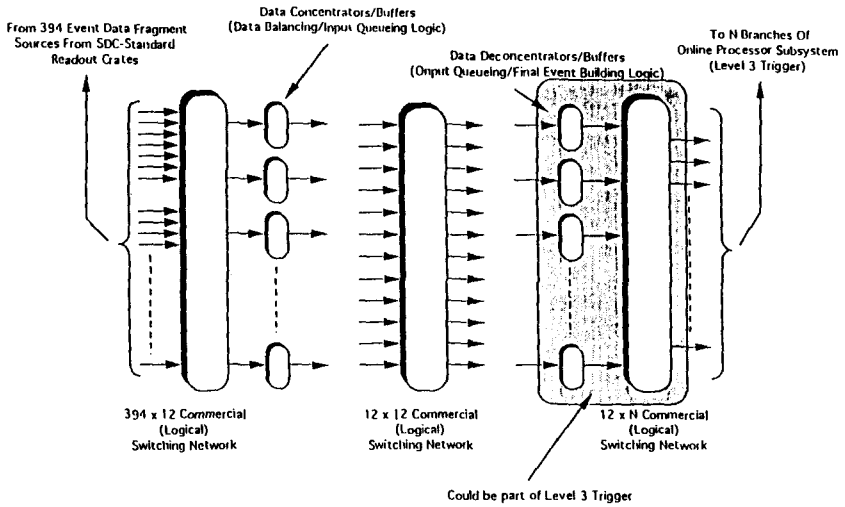 From 394 Event Data Fragment
Sources From SDC-Standard
Readout Crates
Data Concentrators/Buffers
(Data Balancing/Input Queueing Logic)
Data Deconcentrators/Buffers
(Onput Queueing/Final Event Building Logic)
To N Branches Of
Online Processor Subsystem
(Level 3 Trigger)
394 x 12 Commercial
(Logical)
Switching Network
12 x 12 Commercial
(Logical)
Switching Network
12 x N Commercial
(Logical)
Switching Network
Could be part of Level 3 Trigger